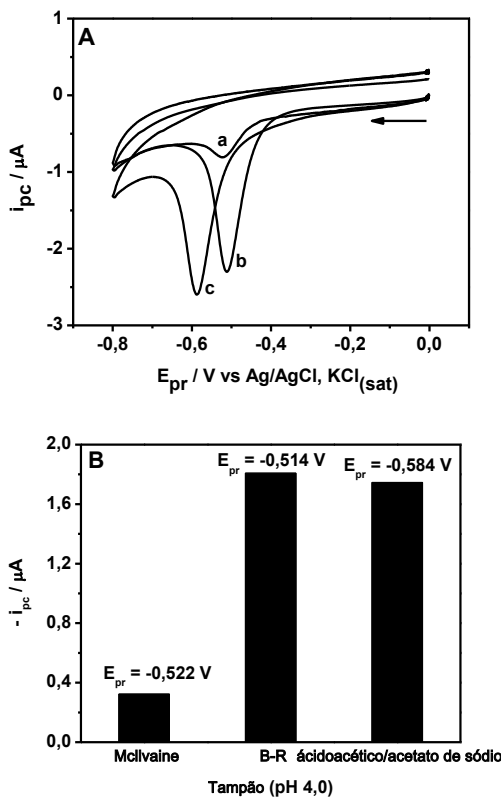 A
1
0
-1
-2
-3
i_pc / μA
a
b
c
-0,8 -0,6 -0,4 -0,2 0,0
E_pr / V vs Ag/AgCl, KCl_(sat)
B
2,0
1,6
1,2
0,8
0,4
0,0
- i_pc / μA
E_pr = -0,522 V
E_pr = -0,514 V
E_pr = -0,584 V
McIlvaine B-R ácidoacético/acetato de sódio
Tampão (pH 4,0)